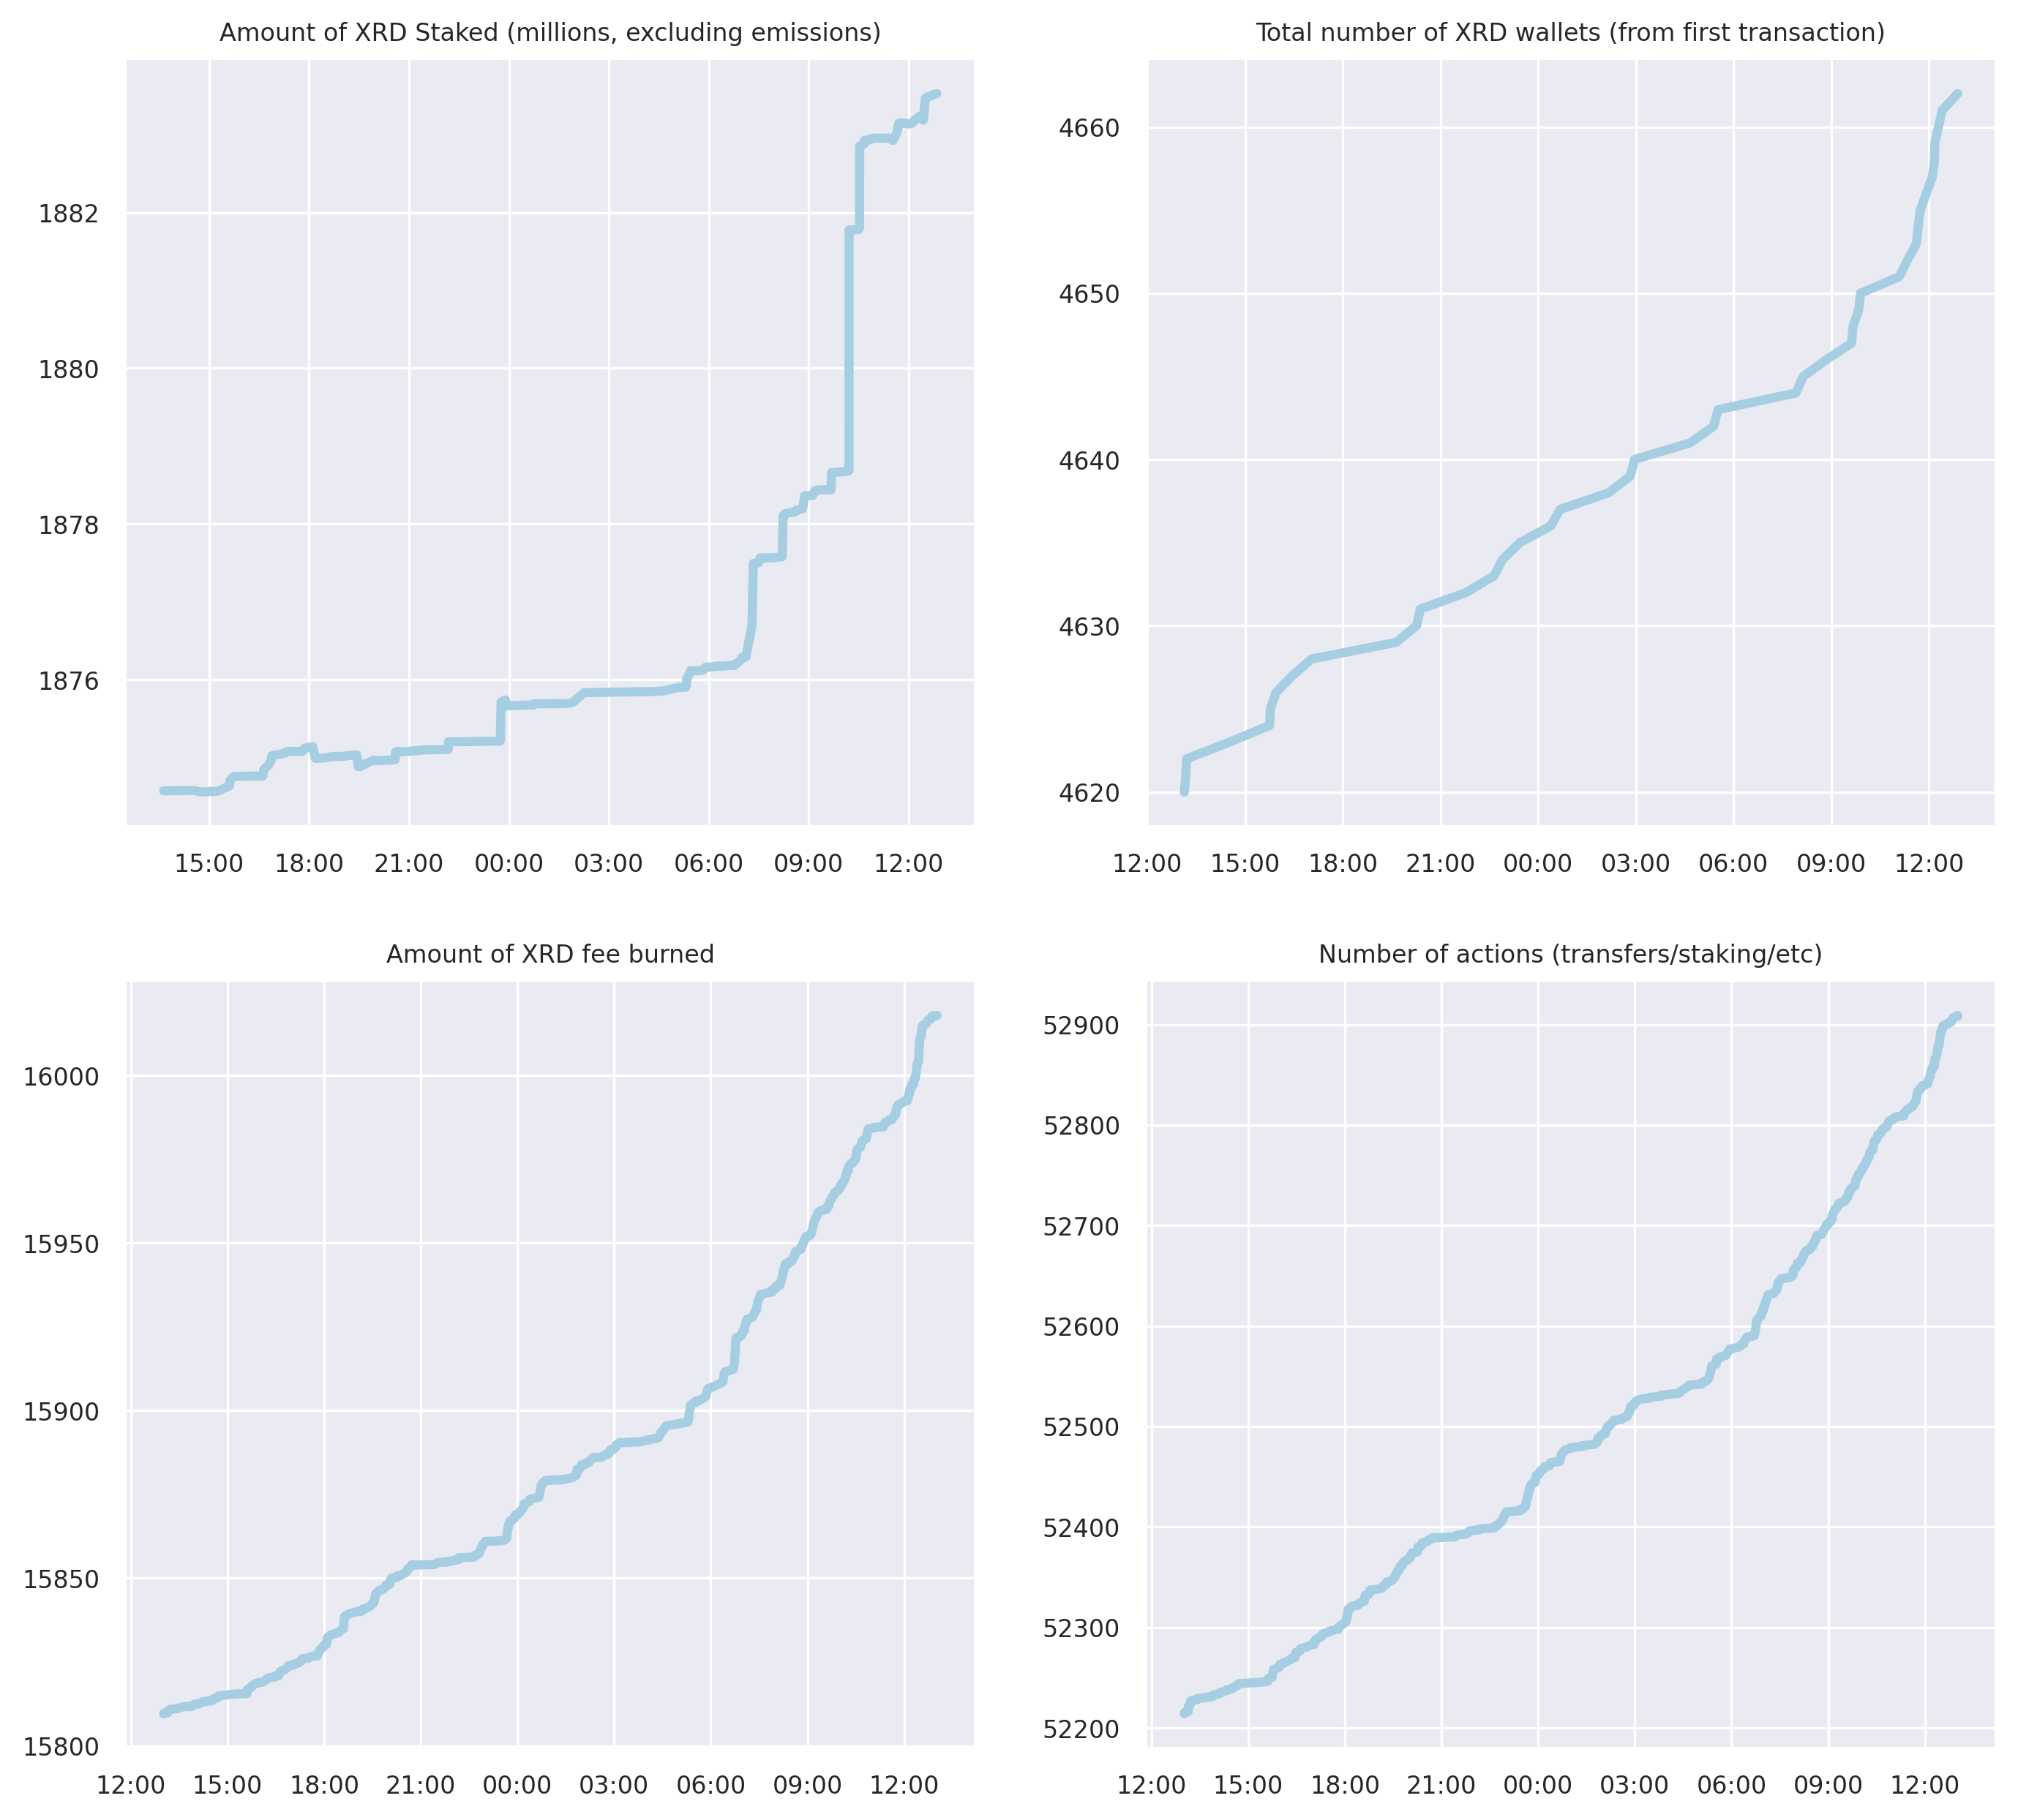 Amount of XRD Staked (millions, excluding emissions)
1882
1880
1878
1876
15:00 18:00 21:00 00:00 03:00 06:00 09:00 12:00
Total number of XRD wallets (from first transaction)
4660
4650
4640
4630
4620
12:00 15:00 18:00 21:00 00:00 03:00 06:00 09:00 12:00
Amount of XRD fee burned
16000
15950
15900
15850
15800
12:00 15:00 18:00 21:00 00:00 03:00 06:00 09:00 12:00
Number of actions (transfers/staking/etc)
52900
52800
52700
52600
52500
52400
52300
52200
12:00 15:00 18:00 21:00 00:00 03:00 06:00 09:00 12:00